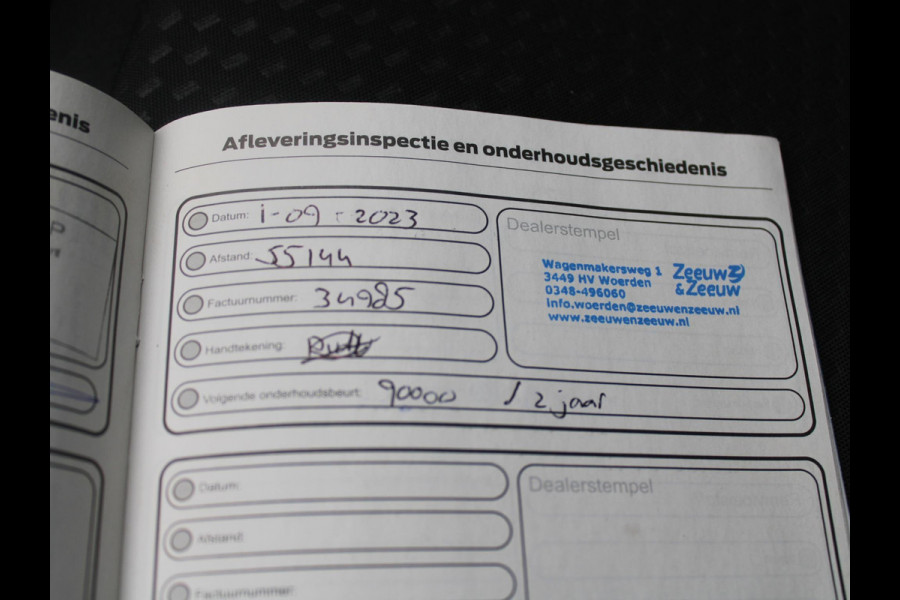 enis
Afleveringsinspectie en onderhoudsgeschiedenis
Datum: 1-09-2023
Afstand: 55144
Factuurnummer: 34985
Handtekening:
Volgende onderhoudsbeurt: 90000 / 2 jaar
Dealerstempel
Wagenmakersweg 1
3449 HV Woerden
0348-496060
info.woerden@zeeuwenzeeuw.nl
www.zeeuwenzeeuw.nl
Zeeuw
& Zeeuw
Datum:
Afstand:
Factuurnummer:
Dealerstempel